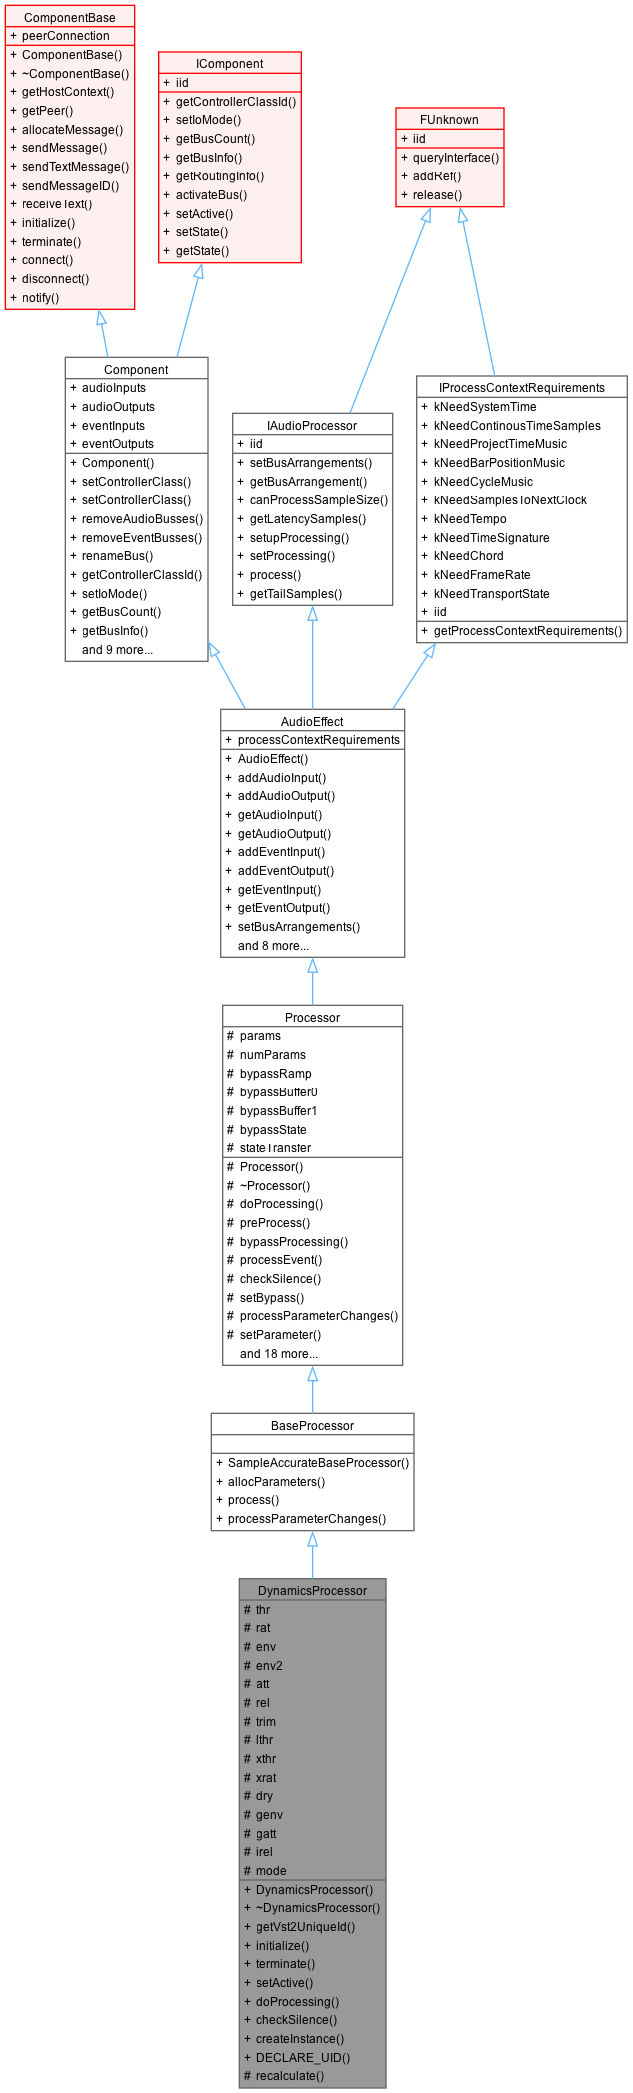 ComponentBase
+ peerConnection
+ ComponentBase()
+ ~ComponentBase()
+ getHostContext()
+ getPeer()
+ allocateMessage()
+ sendMessage()
+ sendTextMessage()
+ sendMessageID()
+ receiveText()
+ initialize()
+ terminate()
+ connect()
+ disconnect()
+ notify()
IComponent
+ iid
+ getControllerClassId()
+ setIoMode()
+ getBusCount()
+ getBusInfo()
+ getRoutingInfo()
+ activateBus()
+ setActive()
+ setState()
+ getState()
FUnknown
+ iid
+ queryInterface()
+ addRef()
+ release()
Component
+ audioInputs
+ audioOutputs
+ eventInputs
+ eventOutputs
+ Component()
+ setControllerClass()
+ setControllerClass()
+ removeAudioBusses()
+ removeEventBusses()
+ renameBus()
+ getControllerClassId()
+ setIoMode()
+ getBusCount()
+ getBusInfo()
and 9 more...
IAudioProcessor
+ iid
+ setBusArrangements()
+ getBusArrangement()
+ canProcessSampleSize()
+ getLatencySamples()
+ setupProcessing()
+ setProcessing()
+ process()
+ getTailSamples()
IProcessContextRequirements
+ kNeedSystemTime
+ kNeedContinousTimeSamples
+ kNeedProjectTimeMusic
+ kNeedBarPositionMusic
+ kNeedCycleMusic
+ kNeedSamplesToNextClock
+ kNeedTempo
+ kNeedTimeSignature
+ kNeedChord
+ kNeedFrameRate
+ kNeedTransportState
+ iid
+ getProcessContextRequirements()
AudioEffect
+ processContextRequirements
+ AudioEffect()
+ addAudioInput()
+ addAudioOutput()
+ getAudioInput()
+ getAudioOutput()
+ addEventInput()
+ addEventOutput()
+ getEventInput()
+ getEventOutput()
+ setBusArrangements()
and 8 more...
Processor
# params
# numParams
# bypassRamp
# bypassBuffer0
# bypassBuffer1
# bypassState
# stateTransfer
# Processor()
# ~Processor()
# doProcessing()
# preProcess()
# bypassProcessing()
# processEvent()
# checkSilence()
# setBypass()
# processParameterChanges()
# setParameter()
and 18 more...
BaseProcessor
+ SampleAccurateBaseProcessor()
+ allocParameters()
+ process()
+ processParameterChanges()
DynamicsProcessor
# thr
# rat
# env
# env2
# att
# rel
# trim
# lthr
# xthr
# xrat
# dry
# genv
# gatt
# irel
# mode
+ DynamicsProcessor()
+ ~DynamicsProcessor()
+ getVst2UniqueId()
+ initialize()
+ terminate()
+ setActive()
+ doProcessing()
+ checkSilence()
+ createInstance()
+ DECLARE_UID()
# recalculate()